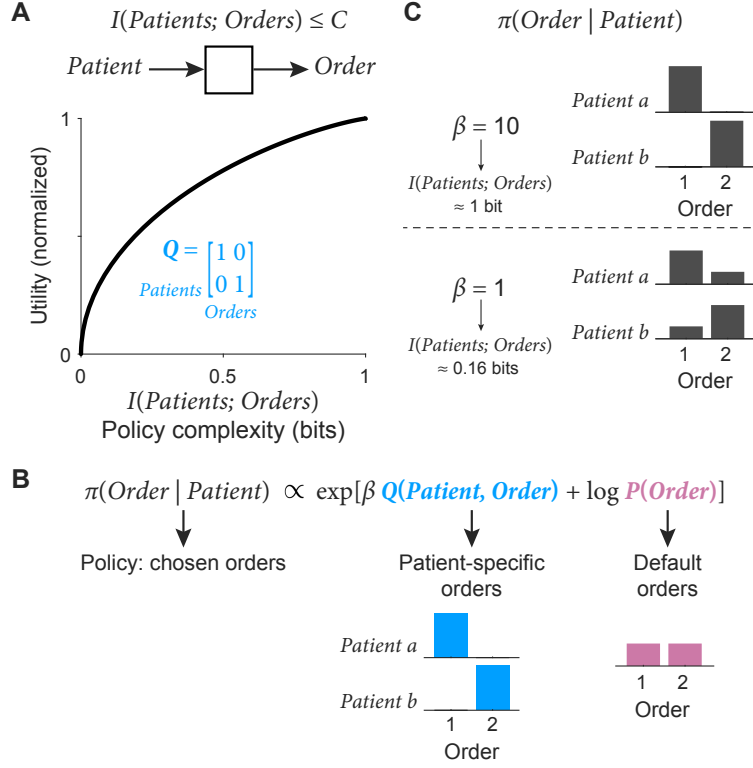 A
I(Patients; Orders) ≤ C
Patient
Order
Utility (normalized)
1
0
Q = [1 0
0 1]
Patients
Orders
0
0.5
1
I(Patients; Orders)
Policy complexity (bits)
C
π(Order | Patient)
β = 10
I(Patients; Orders)
≈ 1 bit
Patient a
Patient b
1 2
Order
β = 1
I(Patients; Orders)
≈ 0.16 bits
Patient a
Patient b
1 2
Order
B
π(Order | Patient) ∝ exp[β Q(Patient, Order) + log P(Order)]
Policy: chosen orders
Patient-specific
orders
Patient a
Patient b
1 2
Order
Default
orders
1 2
Order